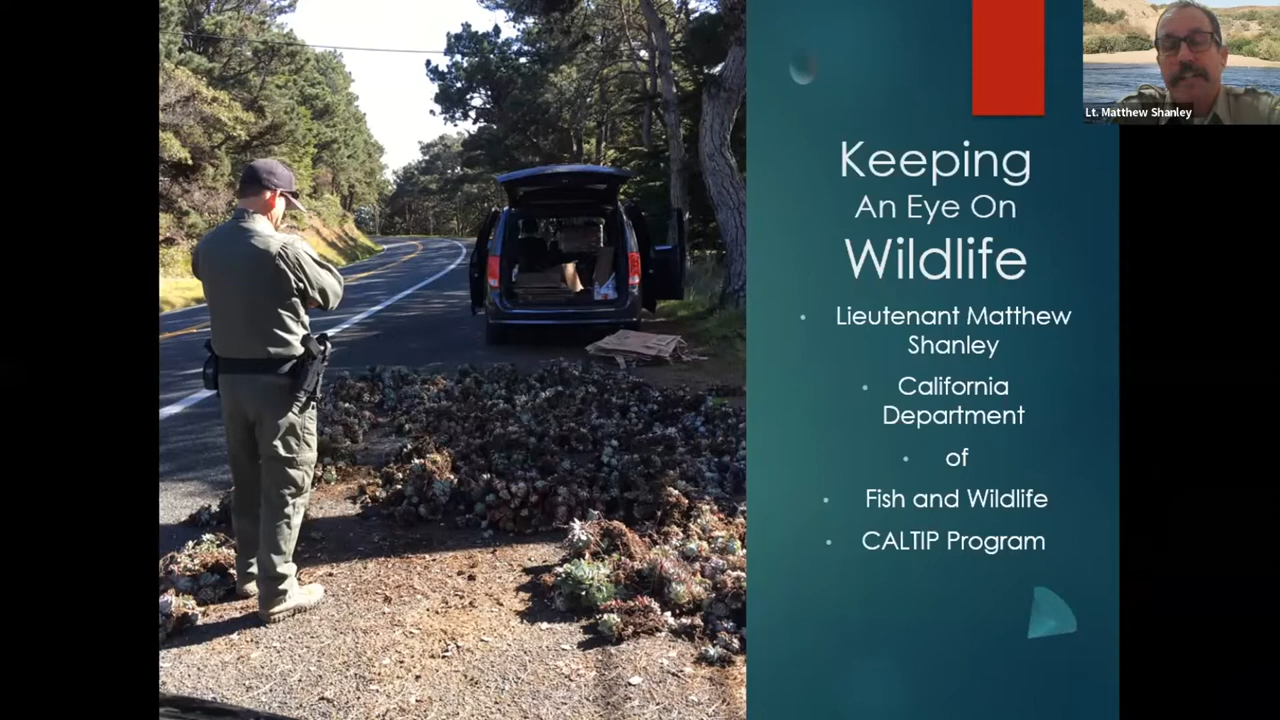 Lt. Matthew Shanley
Keeping
An Eye On
Wildlife
• Lieutenant Matthew
Shanley
• California
Department
• of
• Fish and Wildlife
• CALTIP Program